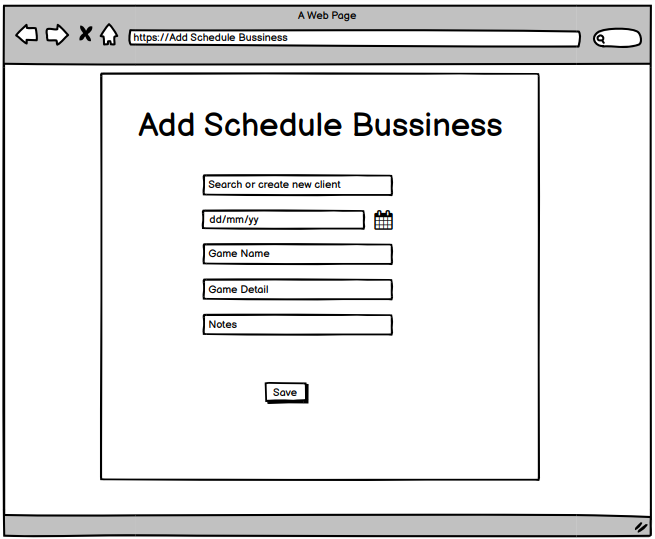 A Web Page
https://Add Schedule Bussiness
Add Schedule Bussiness
Search or create new client
dd/mm/yy
Game Name
Game Detail
Notes
Save